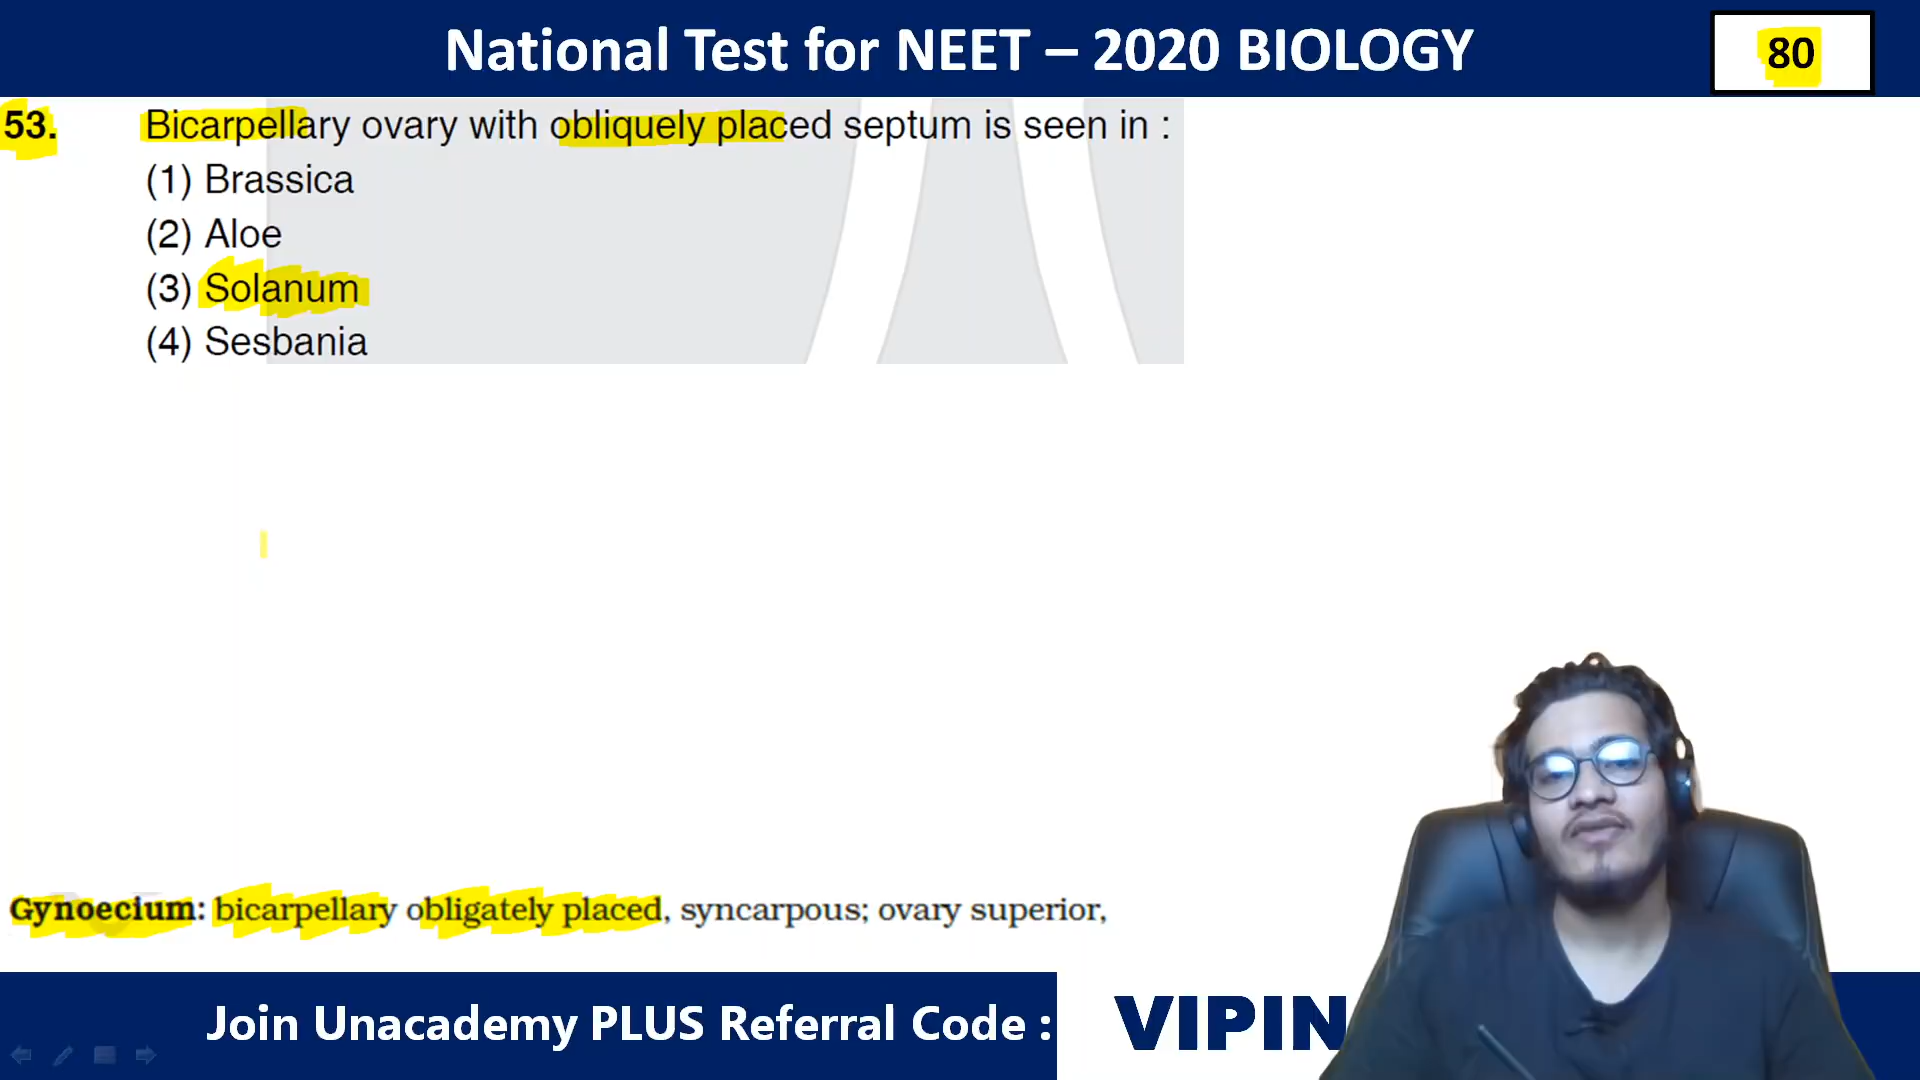 National Test for NEET – 2020 BIOLOGY
80
53. Bicarpellary ovary with obliquely placed septum is seen in :
(1) Brassica
(2) Aloe
(3) Solanum
(4) Sesbania
Gynoecium: bicarpellary obligately placed, syncarpous; ovary superior,
Join Unacademy PLUS Referral Code : VIPIN